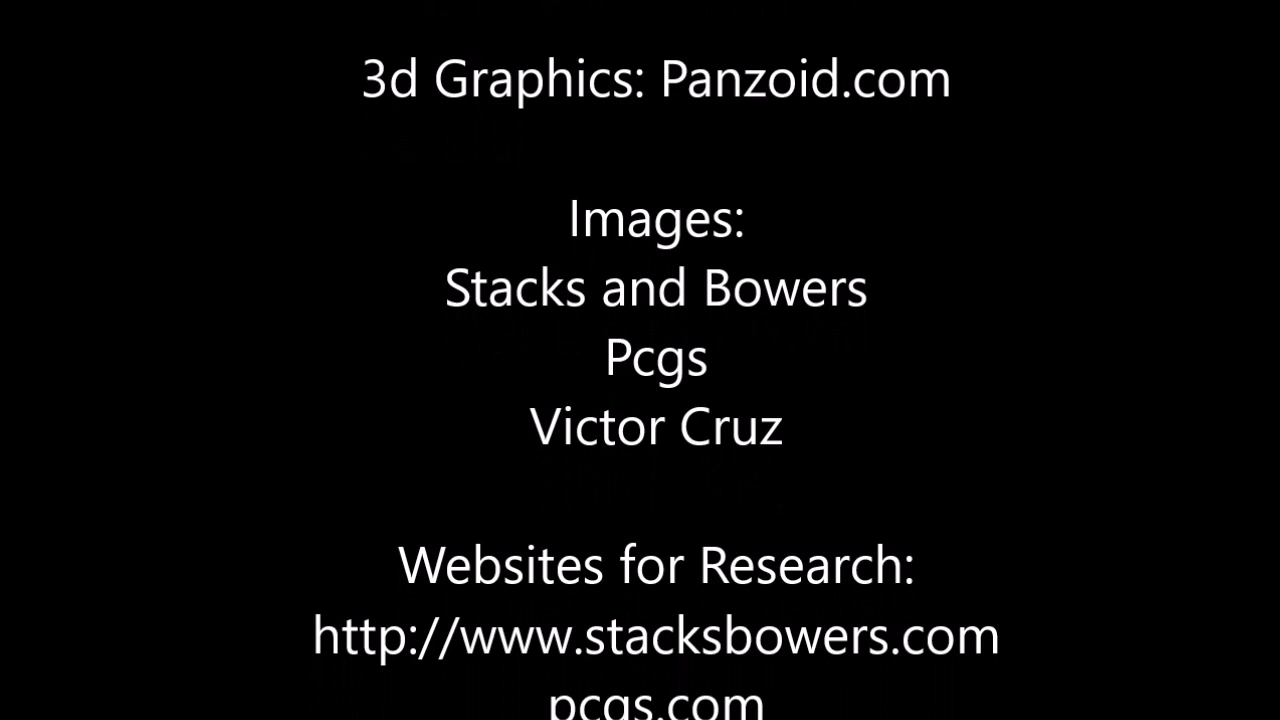 3d Graphics: Panzoid.com
Images:
Stacks and Bowers
Pcgs
Victor Cruz
Websites for Research:
http://www.stacksbowers.com
pcgs.com